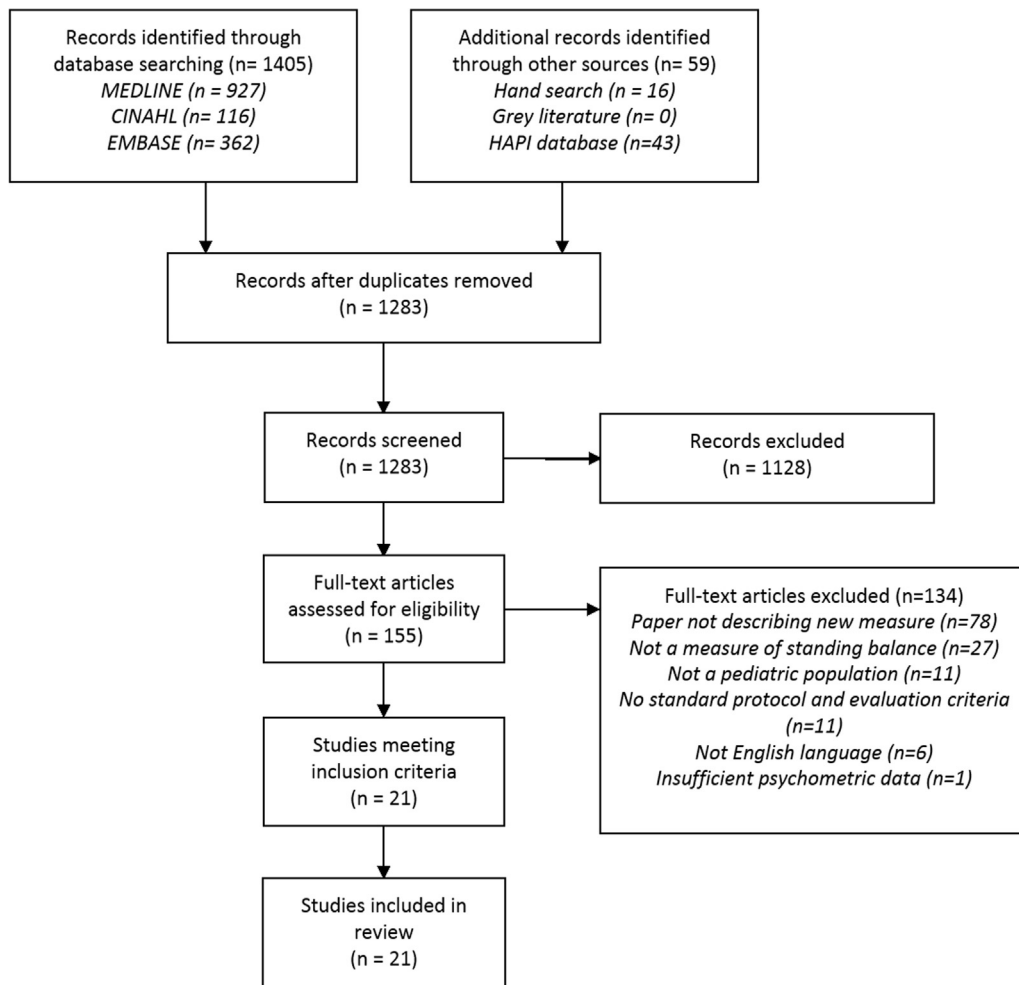 Records identified through
database searching (n= 1405)
MEDLINE (n = 927)
CINAHL (n= 116)
EMBASE (n= 362)
Additional records identified
through other sources (n= 59)
Hand search (n = 16)
Grey literature (n= 0)
HAPI database (n=43)
Records after duplicates removed
(n = 1283)
Records screened
(n = 1283)
Records excluded
(n = 1128)
Full-text articles
assessed for eligibility
(n = 155)
Full-text articles excluded (n=134)
Paper not describing new measure (n=78)
Not a measure of standing balance (n=27)
Not a pediatric population (n=11)
No standard protocol and evaluation criteria
(n=11)
Not English language (n=6)
Insufficient psychometric data (n=1)
Studies meeting
inclusion criteria
(n = 21)
Studies included in
review
(n = 21)